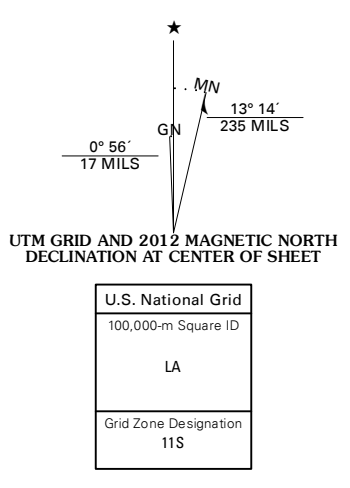 ★
MN
13° 14´
235 MILS
GN
0° 56´
17 MILS
UTM GRID AND 2012 MAGNETIC NORTH
DECLINATION AT CENTER OF SHEET
U.S. National Grid
100,000-m Square ID
LA
Grid Zone Designation
11S